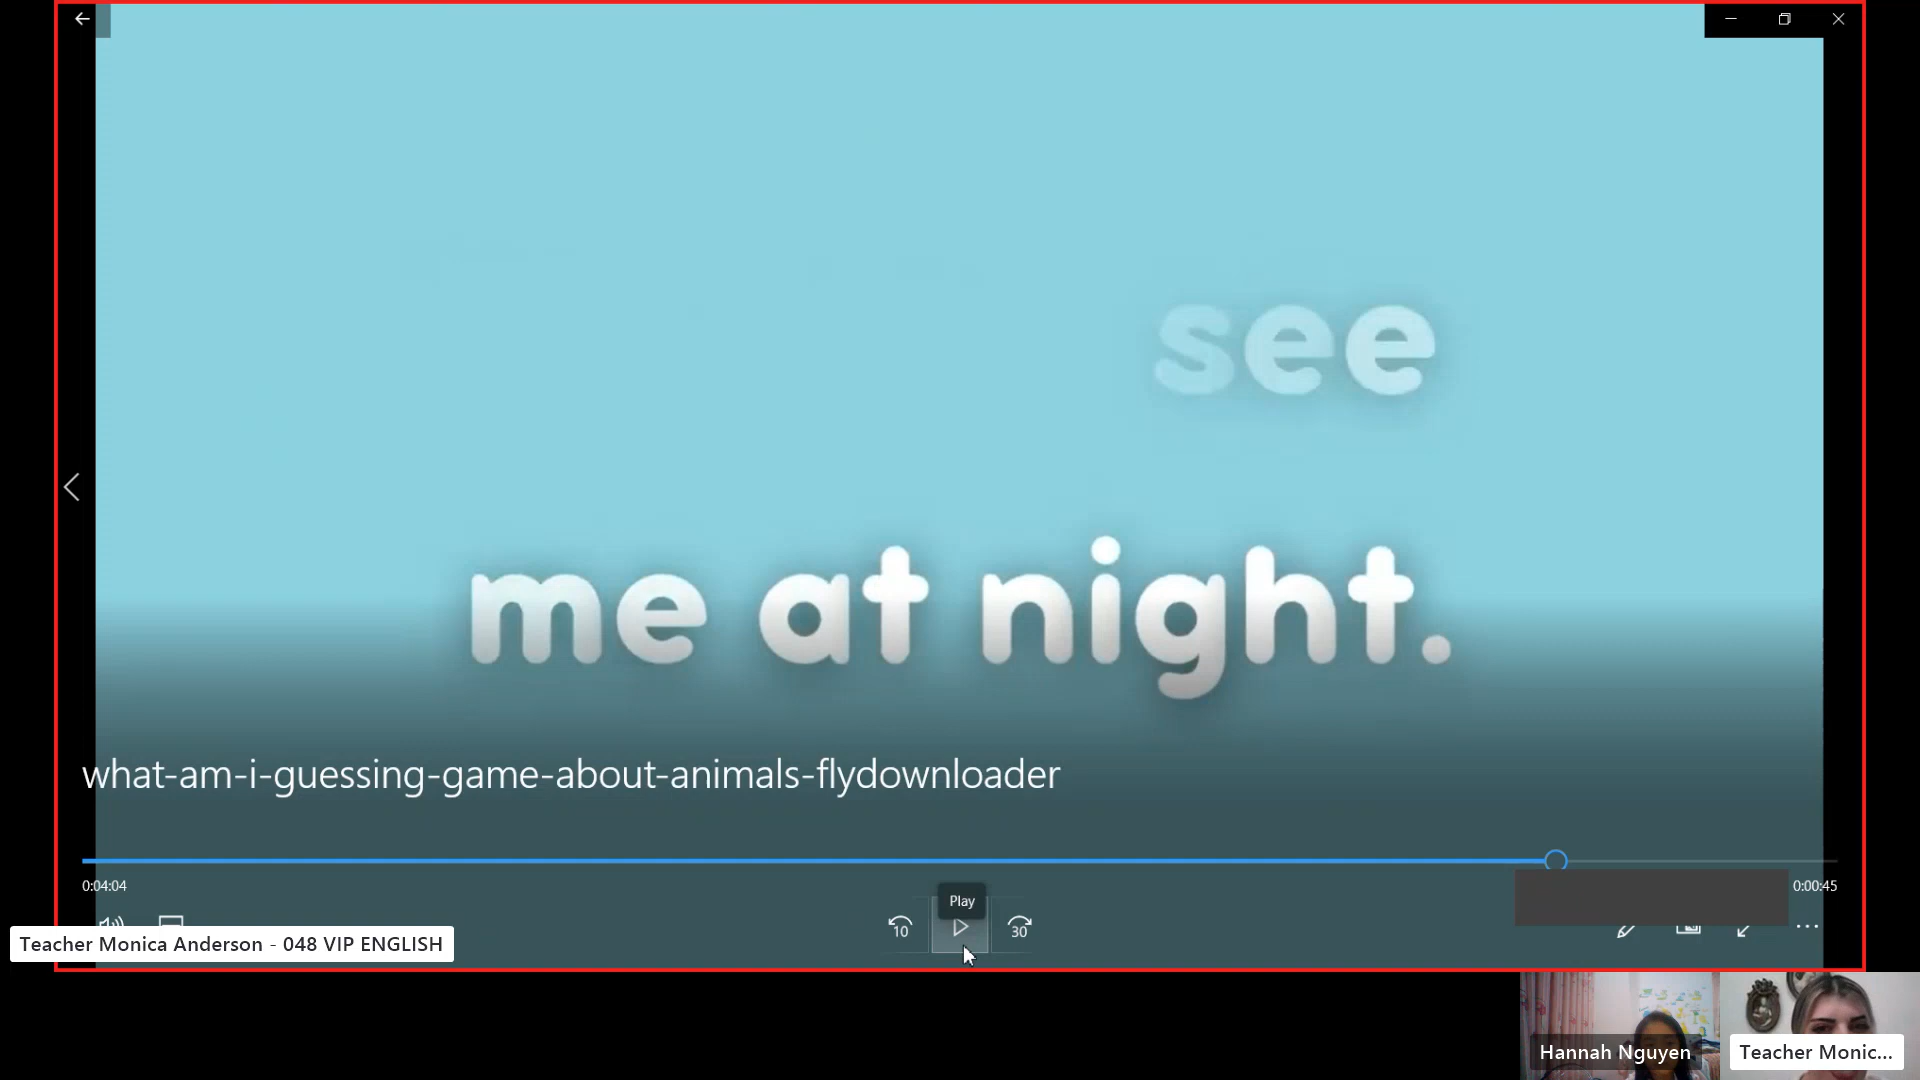 see
me at night.
what-am-i-guessing-game-about-animals-flydownloader
0:04:04
0:00:45
Play
10
30
Teacher Monica Anderson - 048 VIP ENGLISH
Hannah Nguyen
Teacher Monic...